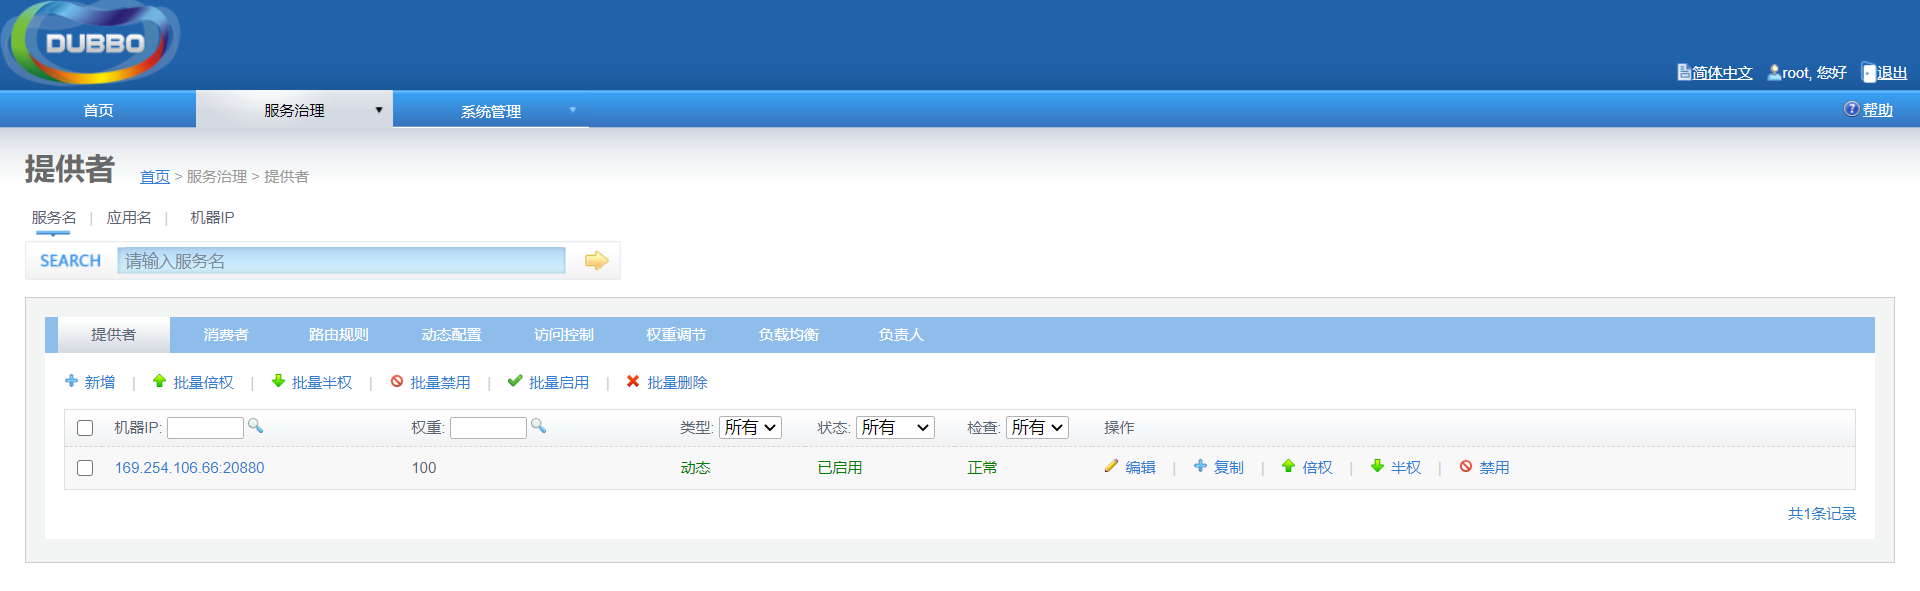 DUBBO
简体中文 root, 您好 退出
首页 服务治理 系统管理 帮助
提供者 首页 > 服务治理 > 提供者
服务名 | 应用名 | 机器IP
SEARCH 请输入服务名
提供者 消费者 路由规则 动态配置 访问控制 权重调节 负载均衡 负责人
新增 | 批量倍权 | 批量半权 | 批量禁用 | 批量启用 | 批量删除
机器IP: 权重: 类型: 所有 状态: 所有 检查: 所有 操作
169.254.106.66:20880 100 动态 已启用 正常 编辑 | 复制 | 倍权 | 半权 | 禁用
共1条记录